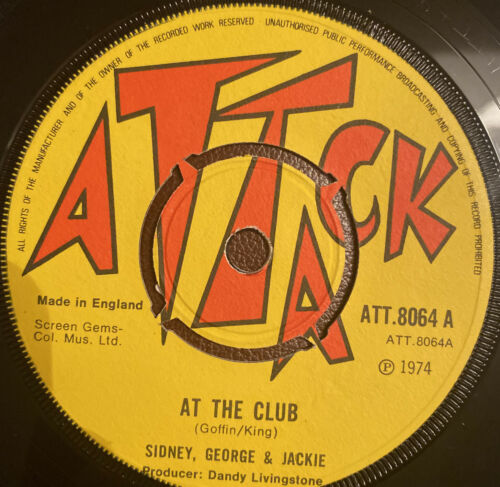 ALL RIGHTS OF THE MANUFACTURER AND OF THE OWNER OF THE RECORDED WORK RESERVED UNAUTHORISED PUBLIC PERFORMANCE BROADCASTING AND COPYING OF THIS RECORD PROHIBITED
ATTACK
Made in England
Screen Gems-
Col. Mus. Ltd.
ATT.8064 A
ATT.8064A
℗ 1974
AT THE CLUB
(Goffin/King)
SIDNEY, GEORGE & JACKIE
Producer: Dandy Livingstone